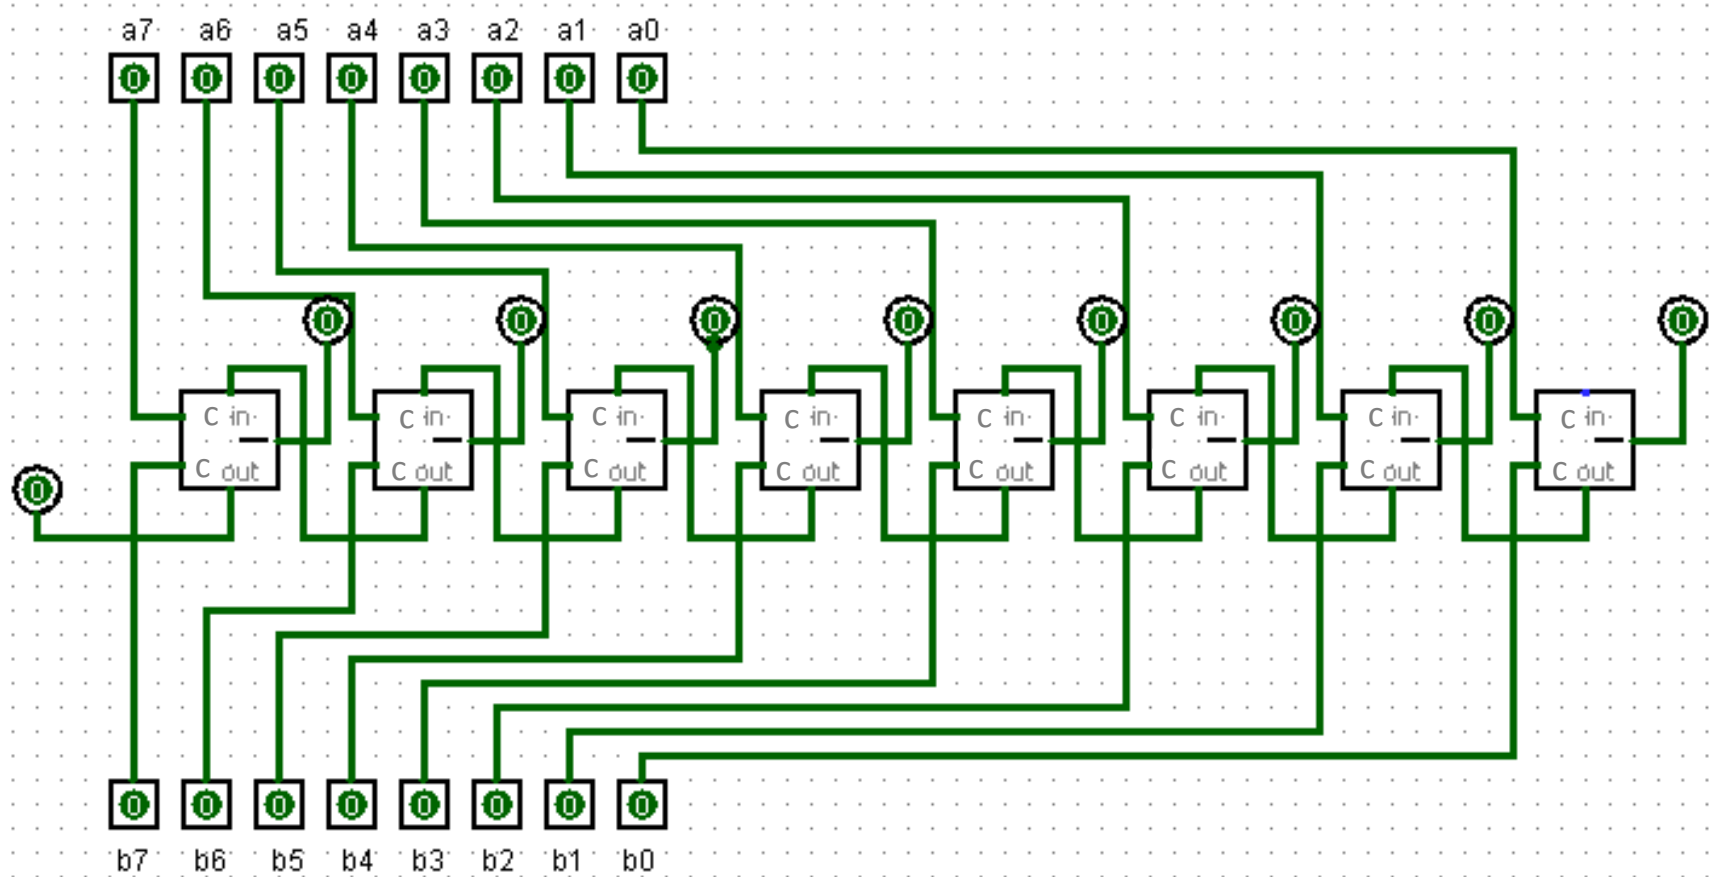 a7 a6 a5 a4 a3 a2 a1 a0
0 0 0 0 0 0 0 0
0 0 0 0 0 0 0 0
C in C in C in C in C in C in C in C in
C out C out C out C out C out C out C out C out
0
0 0 0 0 0 0 0 0
b7 b6 b5 b4 b3 b2 b1 b0